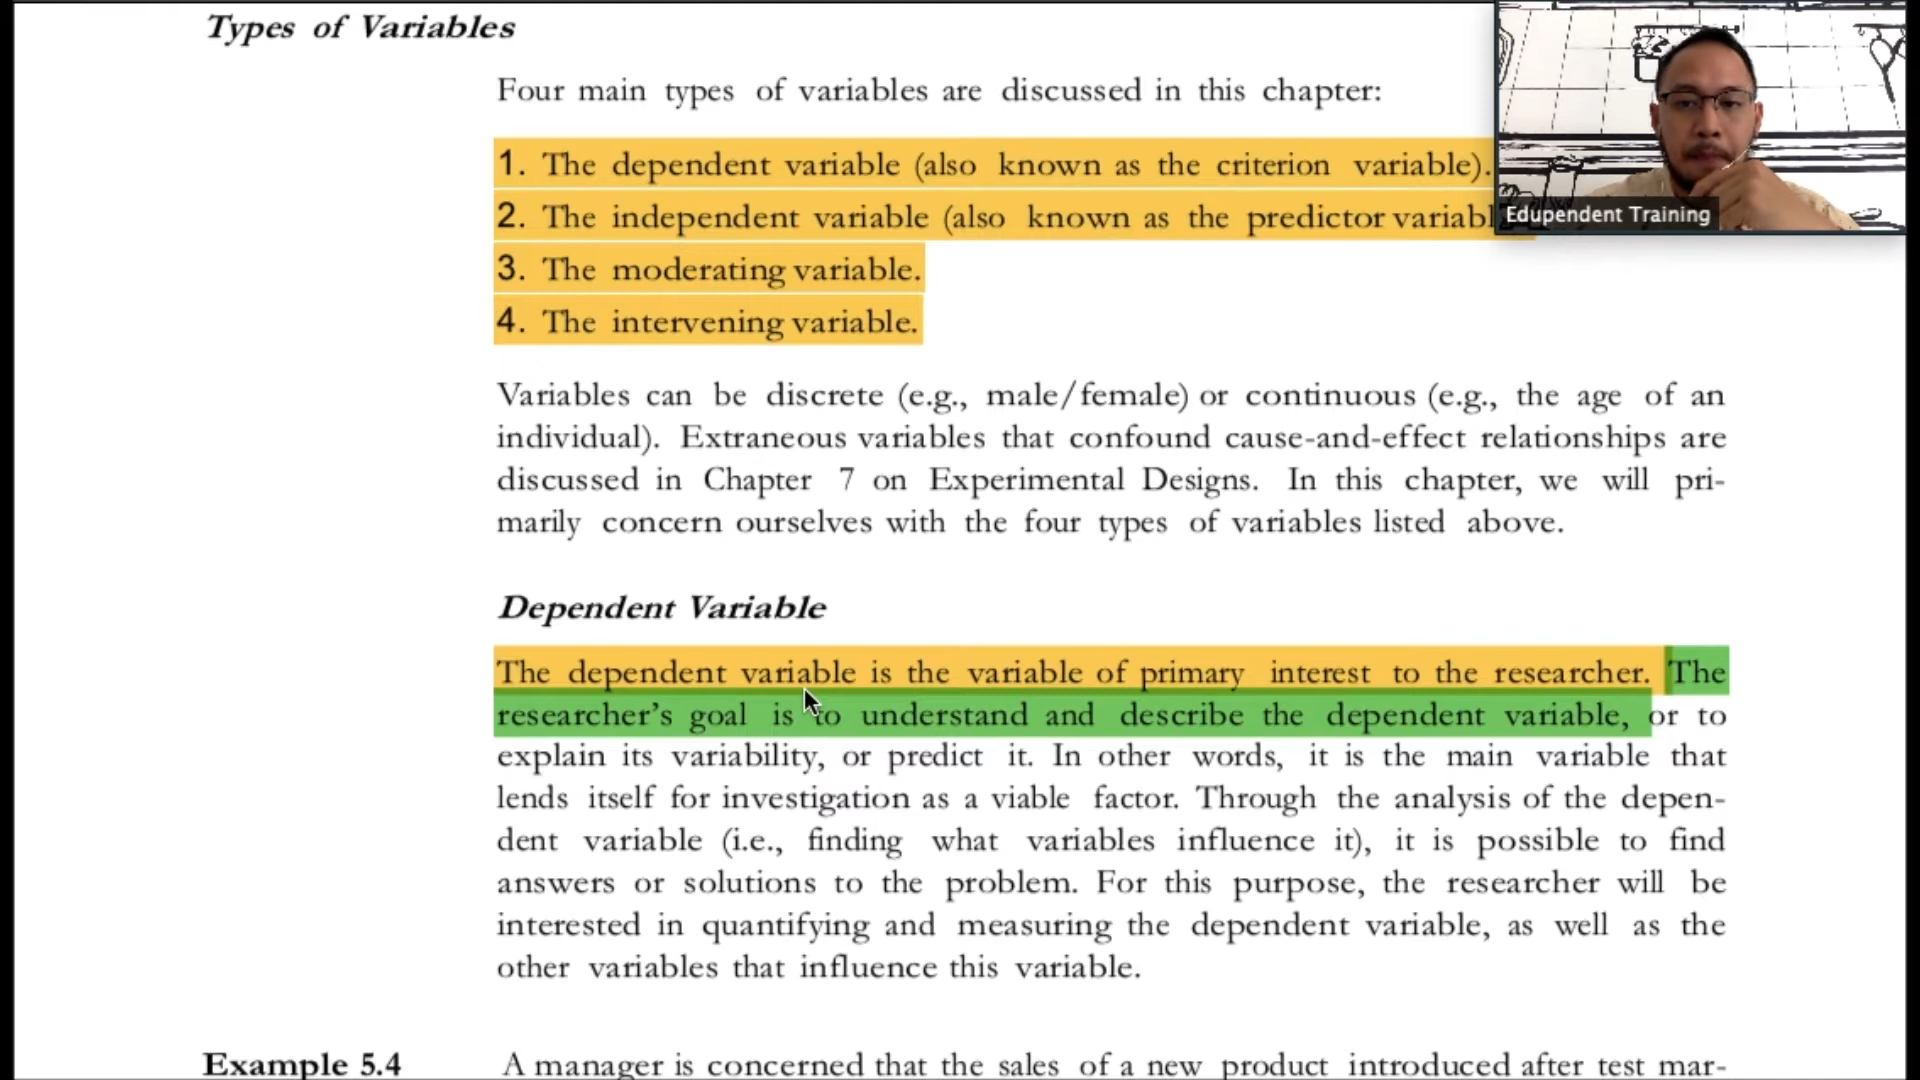 Types of Variables
Four main types of variables are discussed in this chapter:
1. The dependent variable (also known as the criterion variable).
2. The independent variable (also known as the predictor variabl
3. The moderating variable.
4. The intervening variable.
Edupendent Training
Variables can be discrete (e.g., male/female) or continuous (e.g., the age of an
individual). Extraneous variables that confound cause-and-effect relationships are
discussed in Chapter 7 on Experimental Designs. In this chapter, we will pri-
marily concern ourselves with the four types of variables listed above.
Dependent Variable
The dependent variable is the variable of primary interest to the researcher. The
researcher's goal is to understand and describe the dependent variable, or to
explain its variability, or predict it. In other words, it is the main variable that
lends itself for investigation as a viable factor. Through the analysis of the depen-
dent variable (i.e., finding what variables influence it), it is possible to find
answers or solutions to the problem. For this purpose, the researcher will be
interested in quantifying and measuring the dependent variable, as well as the
other variables that influence this variable.
Example 5.4
A manager is concerned that the sales of a new product introduced after test mar-